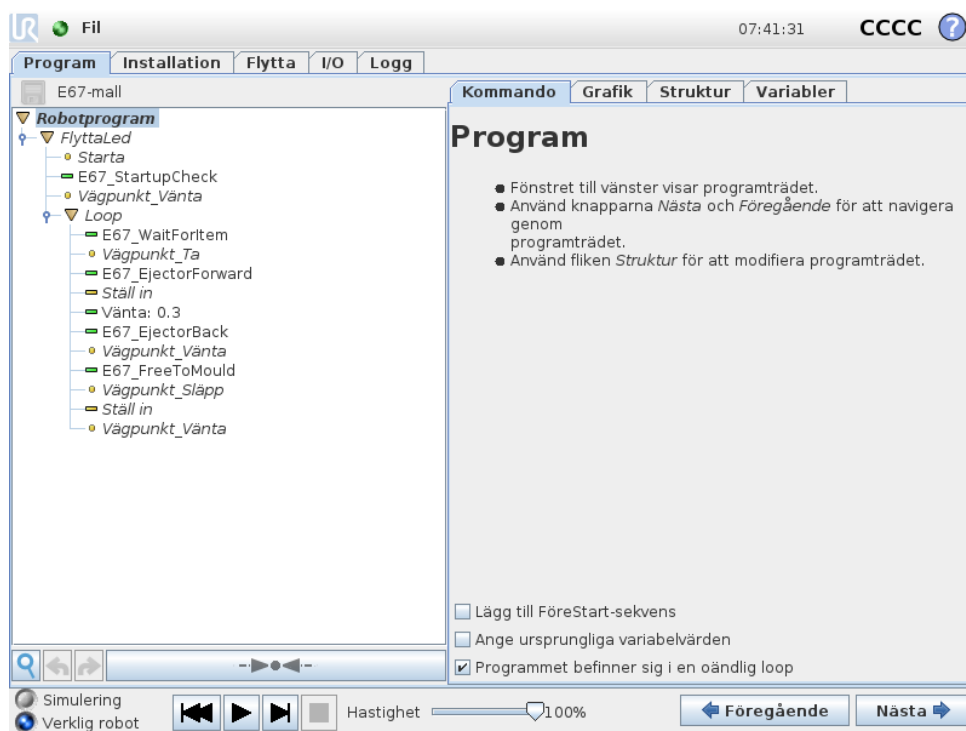 UR Fil 07:41:31 CCCC ?
Program Installation Flytta I/O Logg
E67-mall
Kommando Grafik Struktur Variabler
Robotprogram
FlyttaLed
Starta
E67_StartupCheck
Vägpunkt_Vänta
Loop
E67_WaitForItem
Vägpunkt_Ta
E67_EjectorForward
Ställ in
Vänta: 0.3
E67_EjectorBack
Vägpunkt_Vänta
E67_FreeToMould
Vägpunkt_Släpp
Ställ in
Vägpunkt_Vänta
Program
Fönstret till vänster visar programträdet.
Använd knapparna Nästa och Föregående för att navigera
genom
programträdet.
Använd fliken Struktur för att modifiera programträdet.
Lägg till FöreStart-sekvens
Ange ursprungliga variabelvärden
Programmet befinner sig i en oändlig loop
Simulering
Verklig robot
Hastighet 100%
Föregående
Nästa